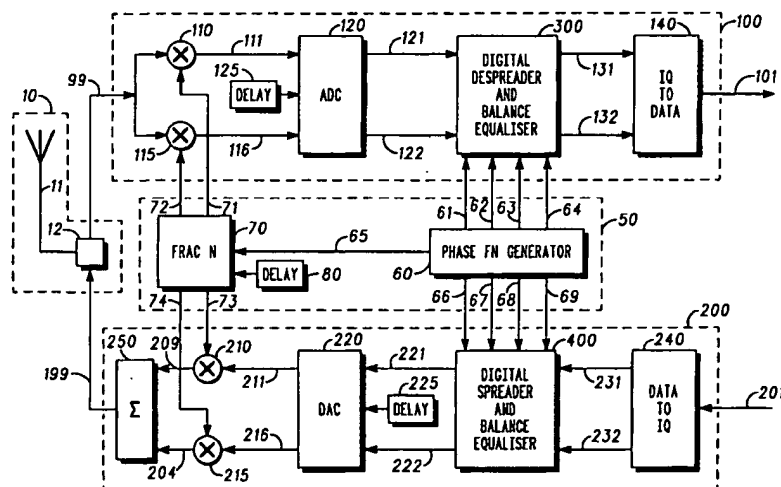 110
111
120
121
300
140
100
99
125
DELAY
ADC
DIGITAL
DESPREADER
AND
BALANCE
EQUALISER
131
IQ
TO
DATA
101
10
115
116
122
132
11
72
71
61
62
63
64
50
12
70
65
FRAC N
60
PHASE FN GENERATOR
DELAY
80
74
73
66
67
68
69
200
250
209
210
220
221
400
240
199
Σ
211
DAC
225
DELAY
DIGITAL
SPREADER
AND
BALANCE
EQUALISER
231
DATA
TO
IQ
201
216
232
204
215
222